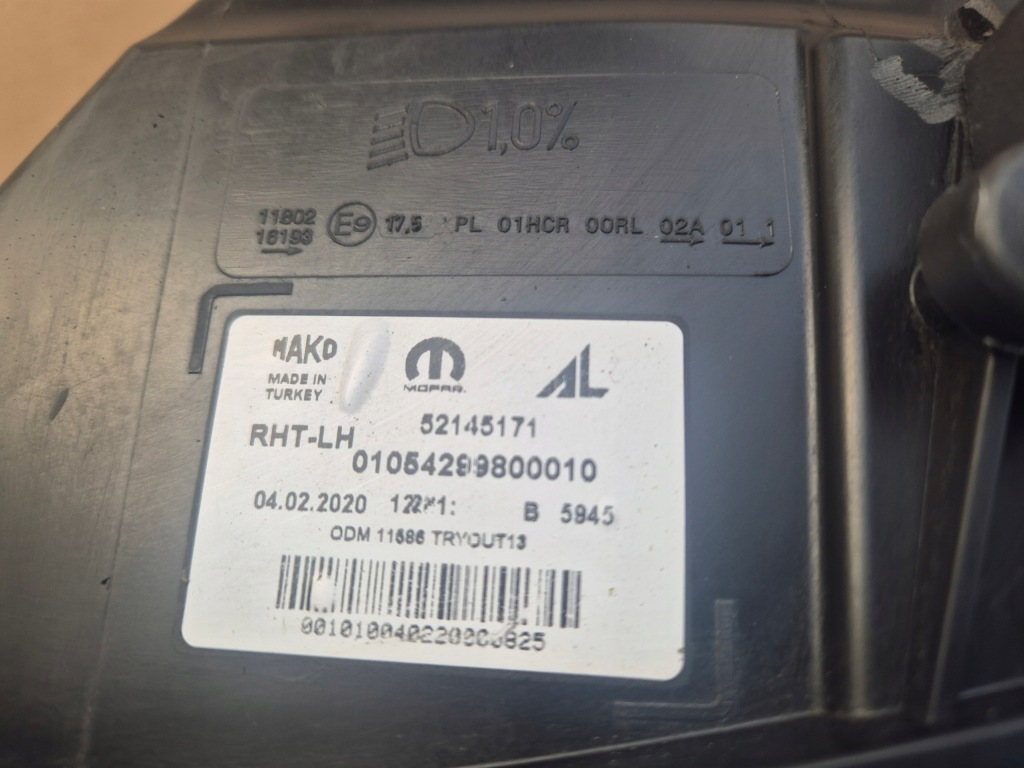 1,0%
11802 E9 17,5 PL 01HCR 00RL 02A 01 1
16193
MAKO
MADE IN
TURKEY
MOPAR.
AL
52145171
RHT-LH
01054299800010
04.02.2020 B 5945
ODM 11586 TRYOUT13